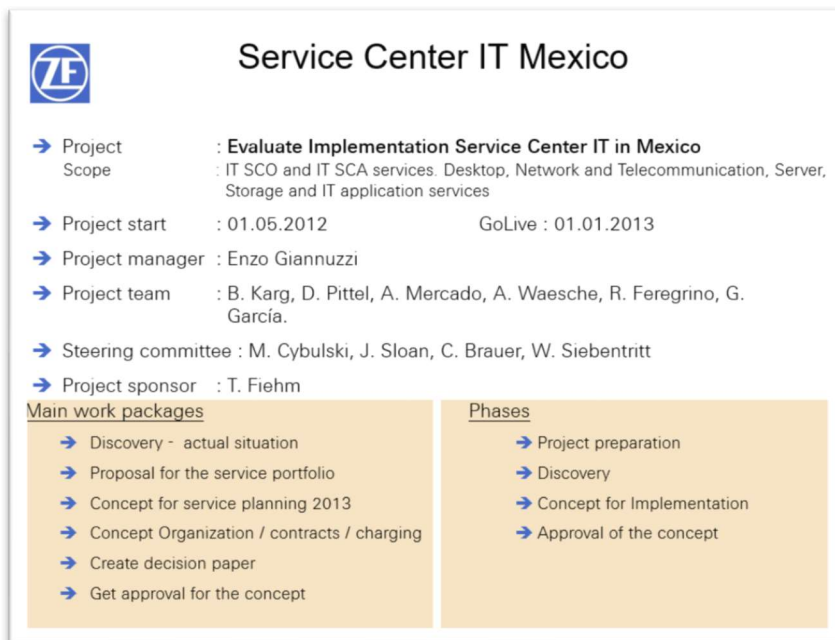 ZF
Service Center IT Mexico
Project : Evaluate Implementation Service Center IT in Mexico
Scope : IT SCO and IT SCA services. Desktop, Network and Telecommunication, Server,
Storage and IT application services
Project start : 01.05.2012 GoLive : 01.01.2013
Project manager : Enzo Giannuzzi
Project team : B. Karg, D. Pittel, A. Mercado, A. Waesche, R. Feregrino, G.
García.
Steering committee : M. Cybulski, J. Sloan, C. Brauer, W. Siebentritt
Project sponsor : T. Fiehm
Main work packages
Discovery - actual situation
Proposal for the service portfolio
Concept for service planning 2013
Concept Organization / contracts / charging
Create decision paper
Get approval for the concept
Phases
Project preparation
Discovery
Concept for Implementation
Approval of the concept